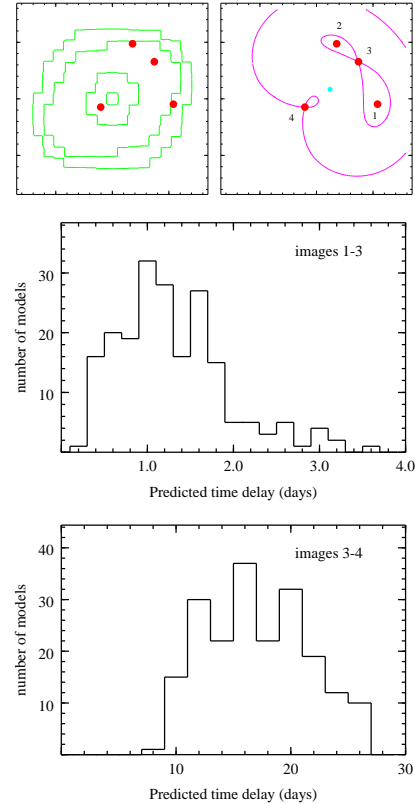 2
3
4
1
images 1-3
30
20
10
number of models
1.0 2.0 3.0 4.0
Predicted time delay (days)
images 3-4
40
30
20
10
number of models
10 20 30
Predicted time delay (days)